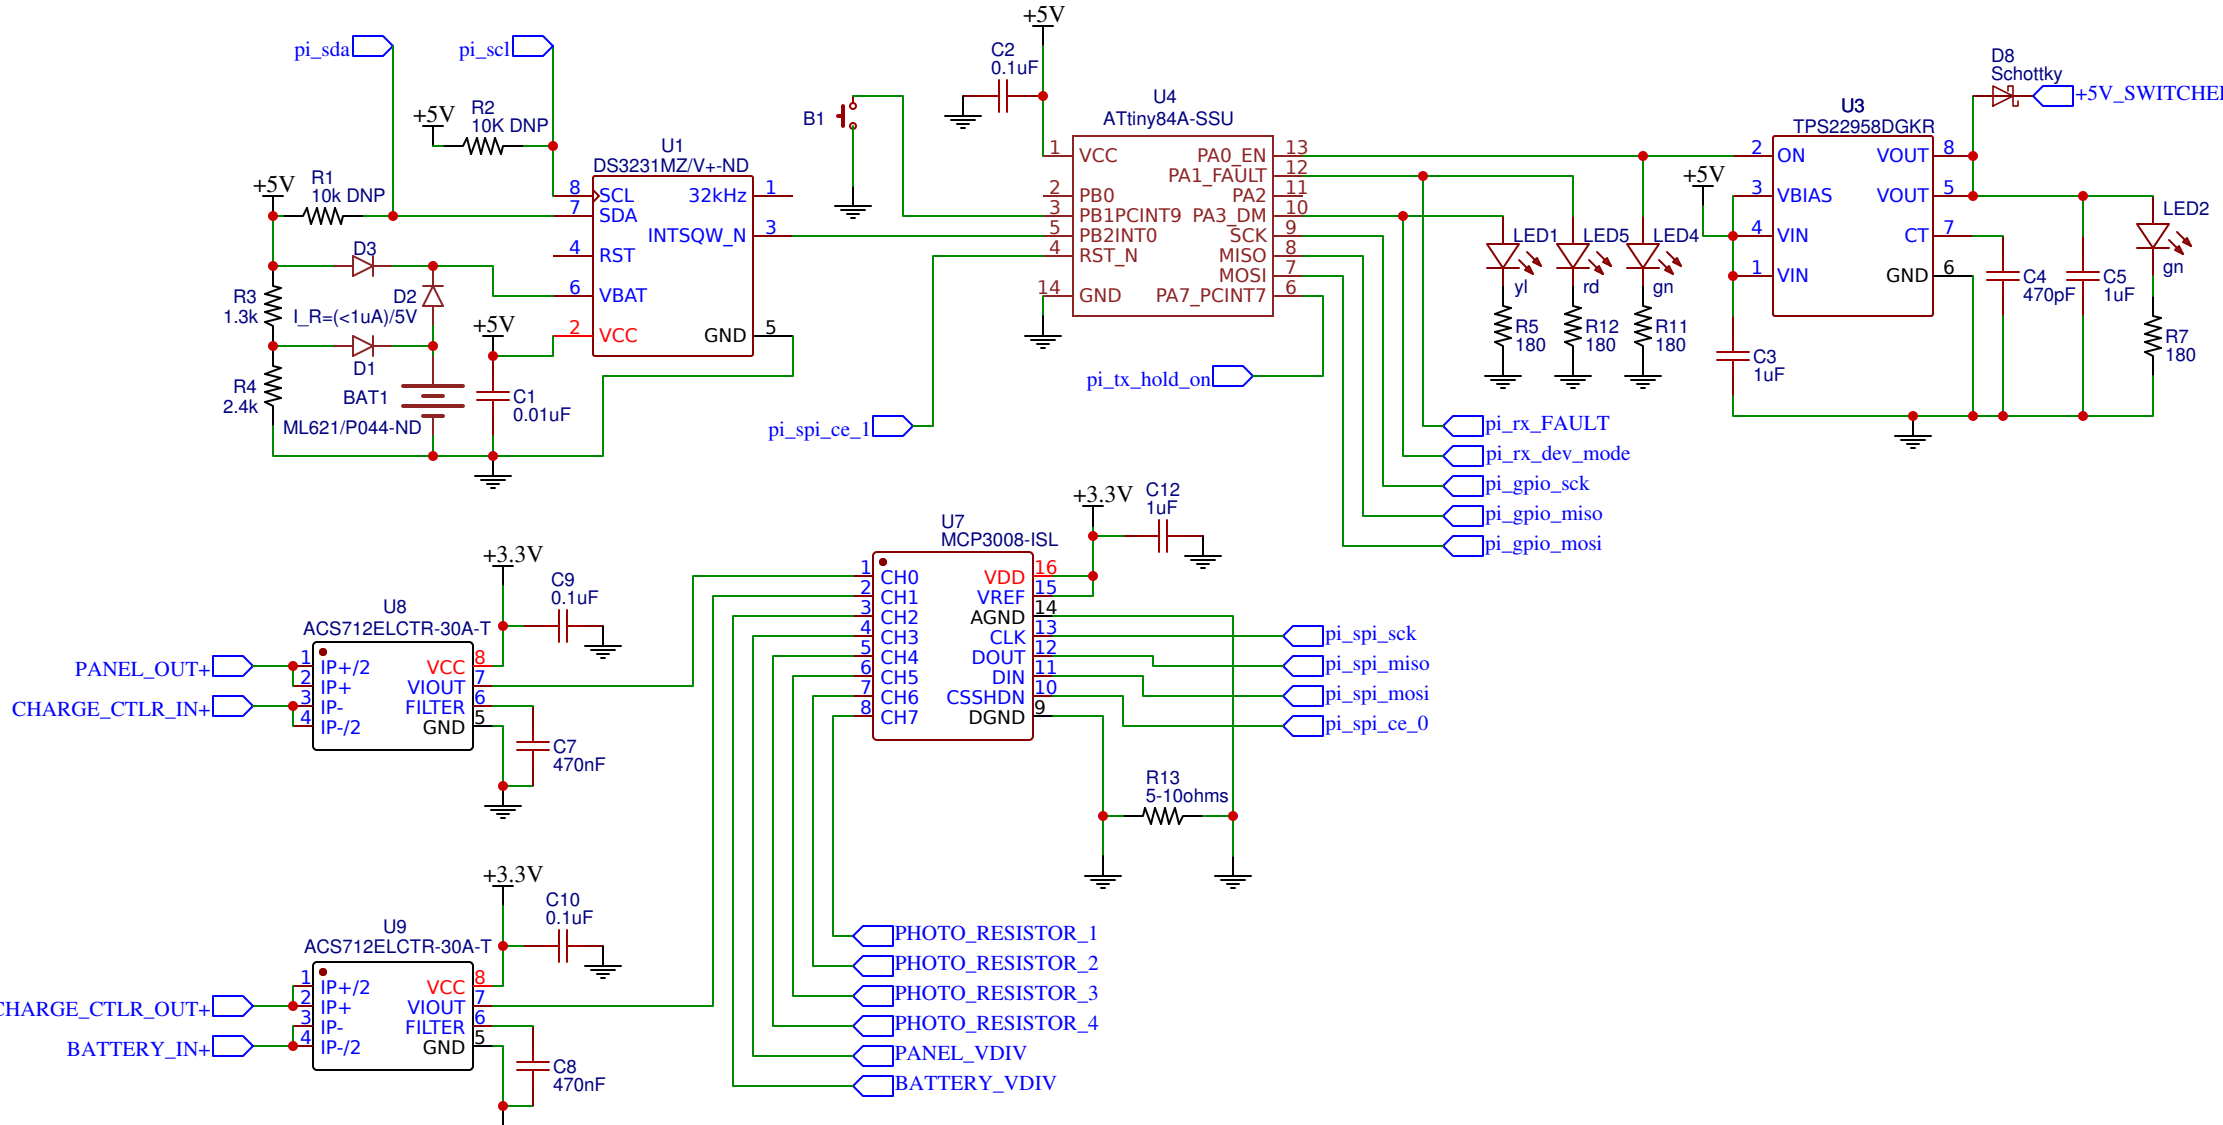 pi_sda
pi_scl
+5V
R2
10K DNP
+5V
R1
10k DNP
U1
DS3231MZ/V+-ND
8 SCL
7 SDA
4 RST
6 VBAT
2 VCC
32kHz 1
INTSQW_N 3
GND 5
D3
D2
R3
1.3k
I_R=(<1uA)/5V
+5V
D1
R4
2.4k
BAT1
ML621/P044-ND
C1
0.01uF
+5V
C2
0.1uF
B1
U4
ATtiny84A-SSU
1 VCC
2 PB0
3 PB1PCINT9
5 PB2INT0
4 RST_N
14 GND
PA0_EN 13
PA1_FAULT 12
PA2 11
PA3_DM 10
SCK 9
MISO 8
MOSI 7
PA7_PCINT7 6
pi_tx_hold_on
pi_spi_ce_1
LED1
yl
LED5
rd
LED4
gn
R5
180
R12
180
R11
180
pi_rx_FAULT
pi_rx_dev_mode
pi_gpio_sck
pi_gpio_miso
pi_gpio_mosi
U3
TPS22958DGKR
+5V
2 ON
3 VBIAS
4 VIN
1 VIN
VOUT 8
VOUT 5
CT 7
GND 6
D8
Schottky
+5V_SWITCHE
LED2
gn
C3
1uF
C4
470pF
C5
1uF
R7
180
+3.3V
C12
1uF
U7
MCP3008-ISL
1 CH0
2 CH1
3 CH2
4 CH3
5 CH4
6 CH5
7 CH6
8 CH7
VDD 16
VREF 15
AGND 14
CLK 13
DOUT 12
DIN 11
CSSHDN 10
DGND 9
pi_spi_sck
pi_spi_miso
pi_spi_mosi
pi_spi_ce_0
R13
5-10ohms
+3.3V
C9
0.1uF
U8
ACS712ELCTR-30A-T
PANEL_OUT+
CHARGE_CTLR_IN+
1 IP+/2
2 IP+
3 IP-
4 IP-/2
VCC 8
VIOUT 7
FILTER 6
GND 5
C7
470nF
+3.3V
C10
0.1uF
U9
ACS712ELCTR-30A-T
CHARGE_CTLR_OUT+
BATTERY_IN+
1 IP+/2
2 IP+
3 IP-
4 IP-/2
VCC 8
VIOUT 7
FILTER 6
GND 5
C8
470nF
PHOTO_RESISTOR_1
PHOTO_RESISTOR_2
PHOTO_RESISTOR_3
PHOTO_RESISTOR_4
PANEL_VDIV
BATTERY_VDIV